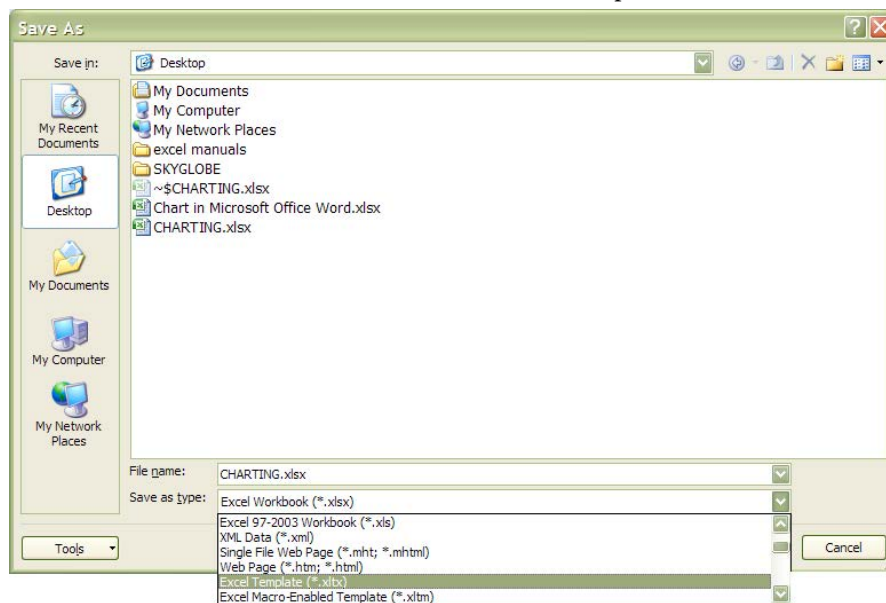 Save As
Save in:
Desktop
My Documents
My Computer
My Network Places
excel manuals
SKYGLOBE
~$CHARTING.xlsx
Chart in Microsoft Office Word.xlsx
CHARTING.xlsx
My Recent
Documents
Desktop
My Documents
My Computer
My Network
Places
File name:
CHARTING.xlsx
Save as type:
Excel Workbook (*.xlsx)
Excel 97-2003 Workbook (*.xls)
XML Data (*.xml)
Single File Web Page (*.mht; *.mhtml)
Web Page (*.htm; *.html)
Excel Template (*.xltx)
Excel Macro-Enabled Template (*.xltm)
Tools
Cancel